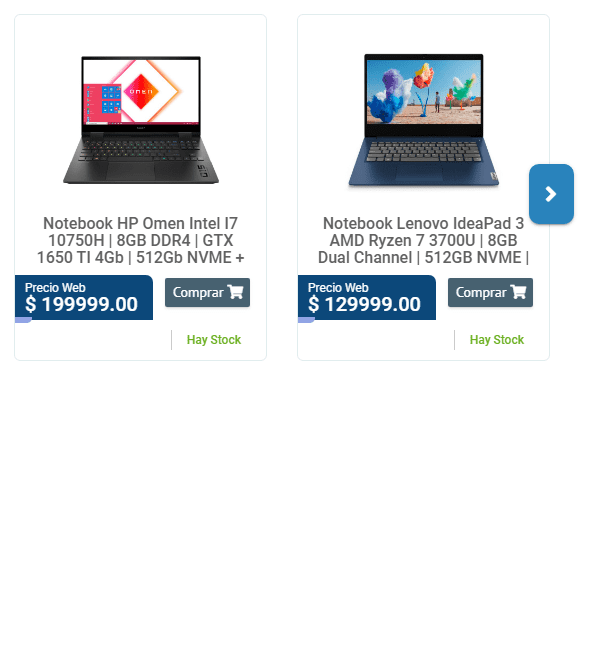 OMEN
Notebook HP Omen Intel I7
10750H | 8GB DDR4 | GTX
1650 TI 4Gb | 512Gb NVME +
Precio Web
$ 199999.00
Comprar
Hay Stock
Notebook Lenovo IdeaPad 3
AMD Ryzen 7 3700U | 8GB
Dual Channel | 512GB NVME |
Precio Web
$ 129999.00
Comprar
Hay Stock